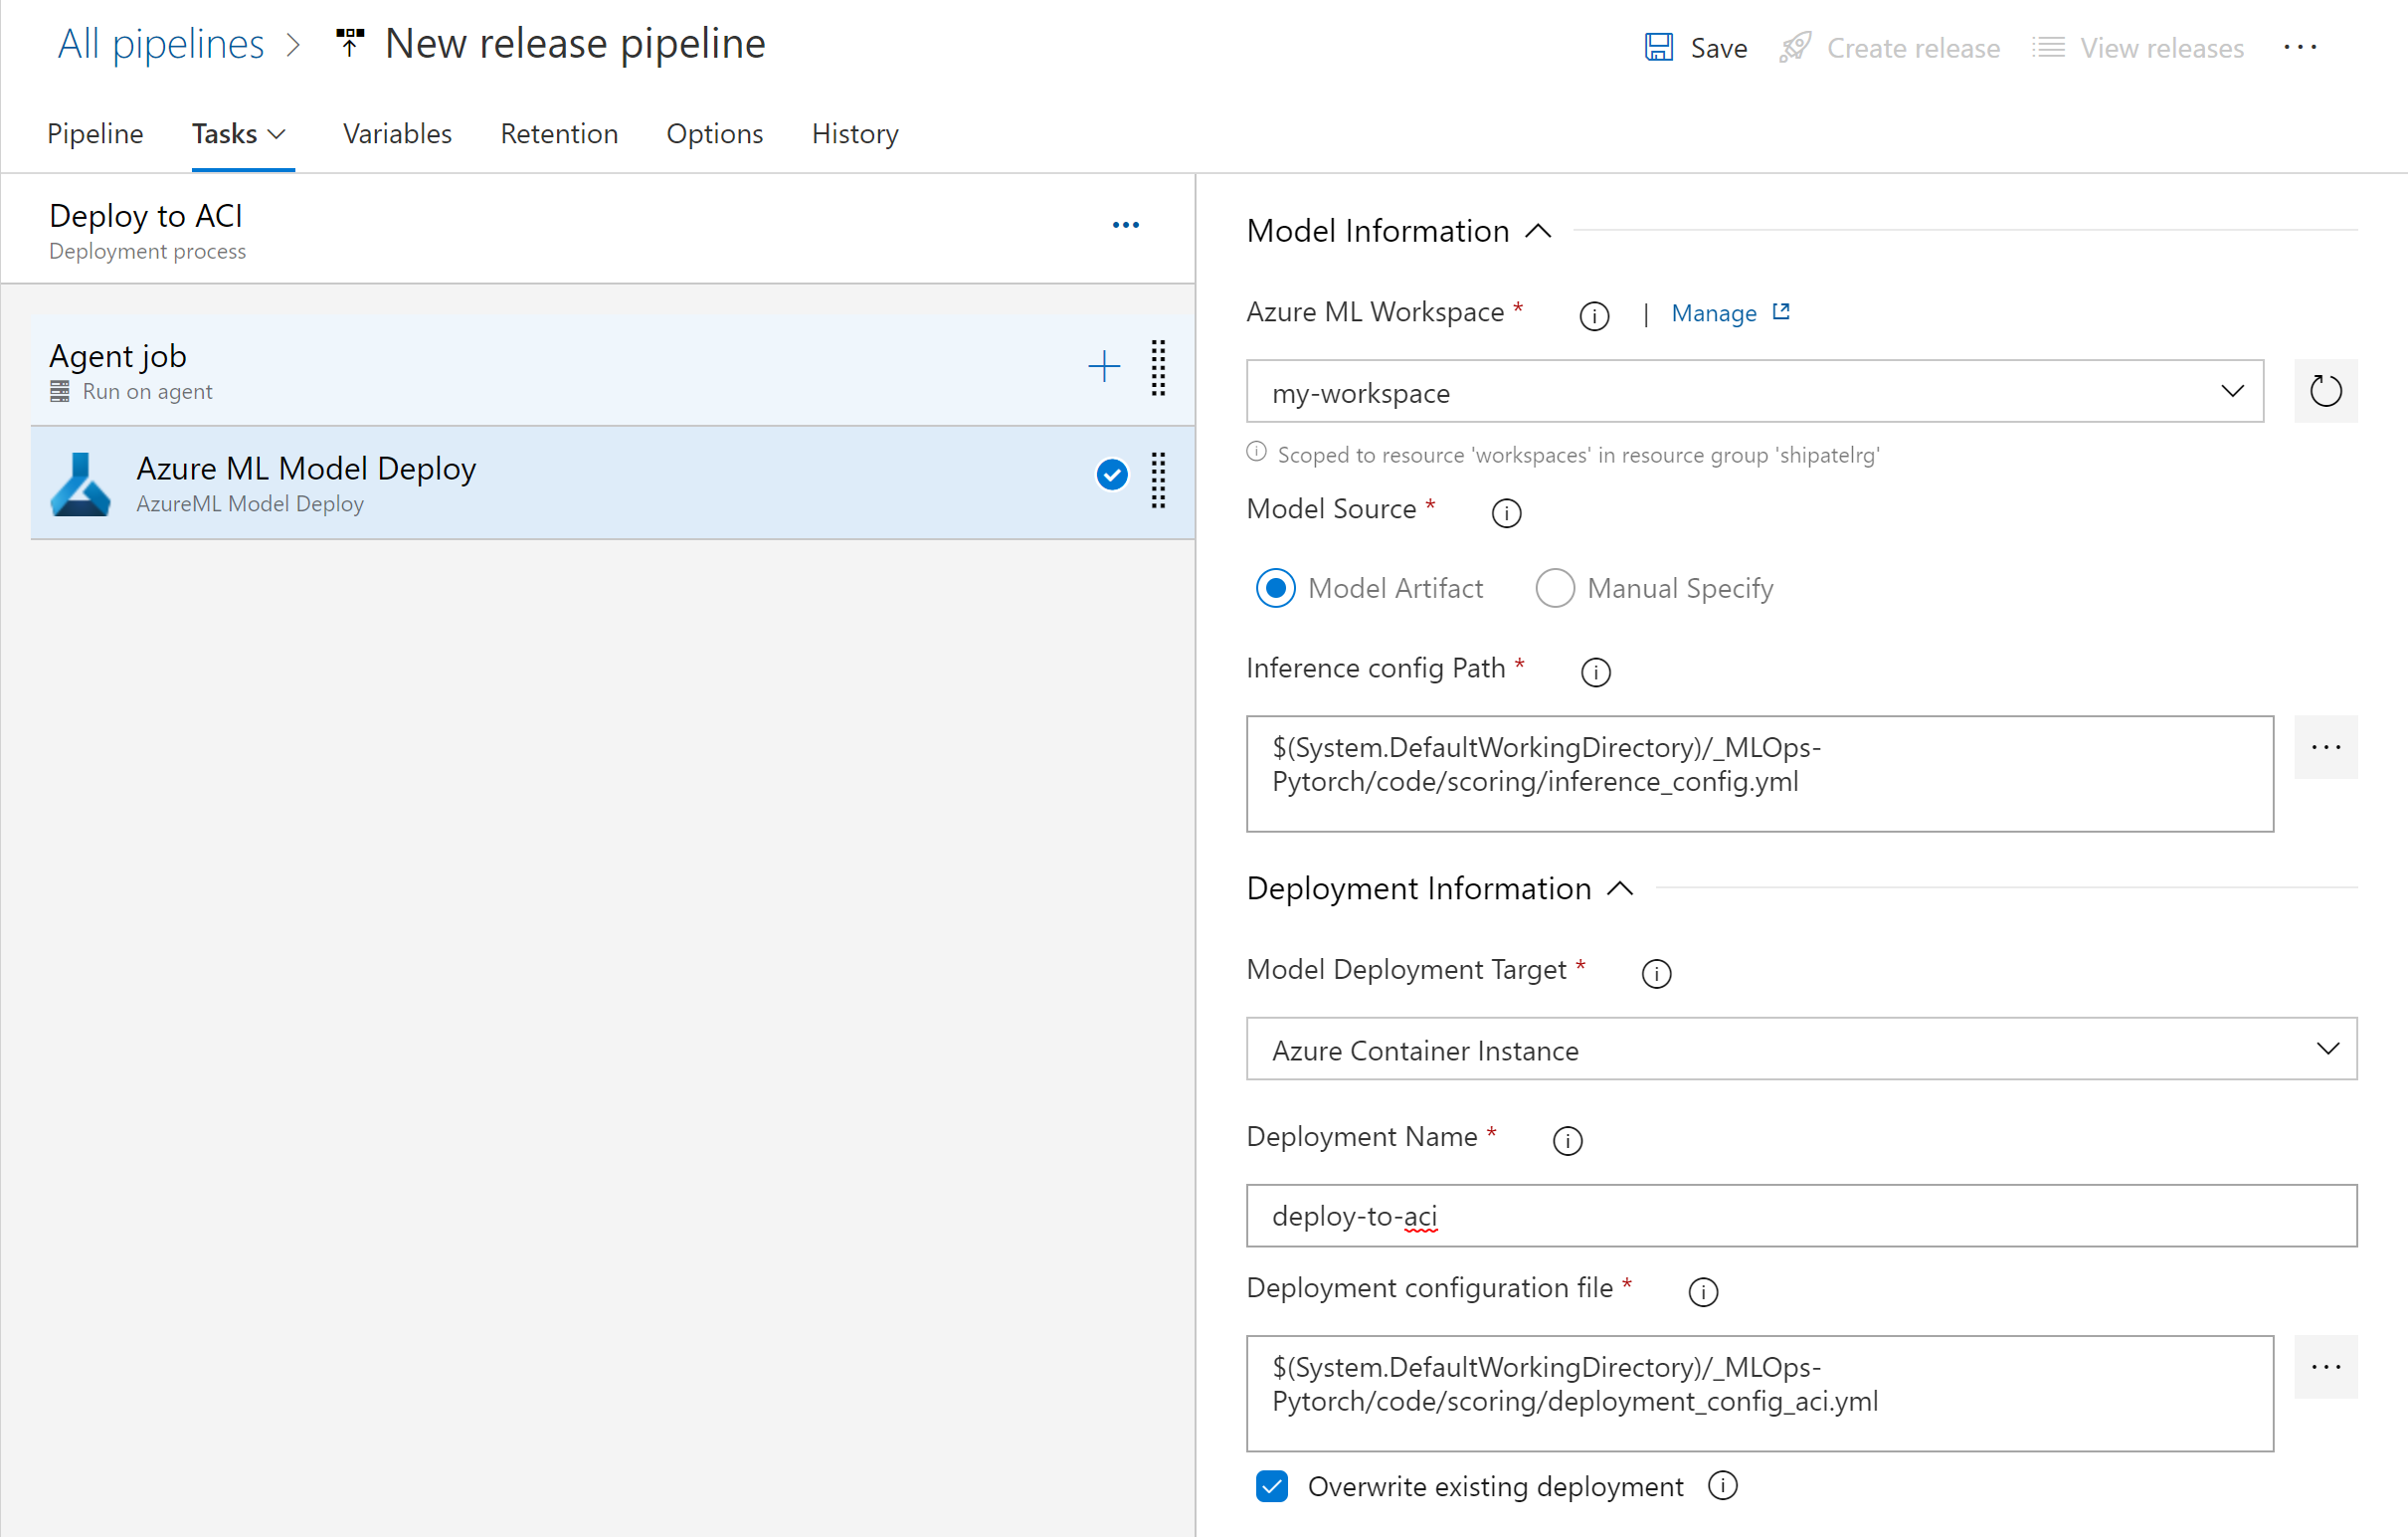 All pipelines > New release pipeline
Save Create release View releases ...
Pipeline Tasks Variables Retention Options History
Deploy to ACI
Deployment process
Agent job
Run on agent
Azure ML Model Deploy
AzureML Model Deploy
Model Information
Azure ML Workspace * | Manage
my-workspace
Scoped to resource 'workspaces' in resource group 'shipatelrg'
Model Source *
Model Artifact Manual Specify
Inference config Path *
$(System.DefaultWorkingDirectory)/_MLOps-
Pytorch/code/scoring/inference_config.yml
Deployment Information
Model Deployment Target *
Azure Container Instance
Deployment Name *
deploy-to-aci
Deployment configuration file *
$(System.DefaultWorkingDirectory)/_MLOps-
Pytorch/code/scoring/deployment_config_aci.yml
Overwrite existing deployment